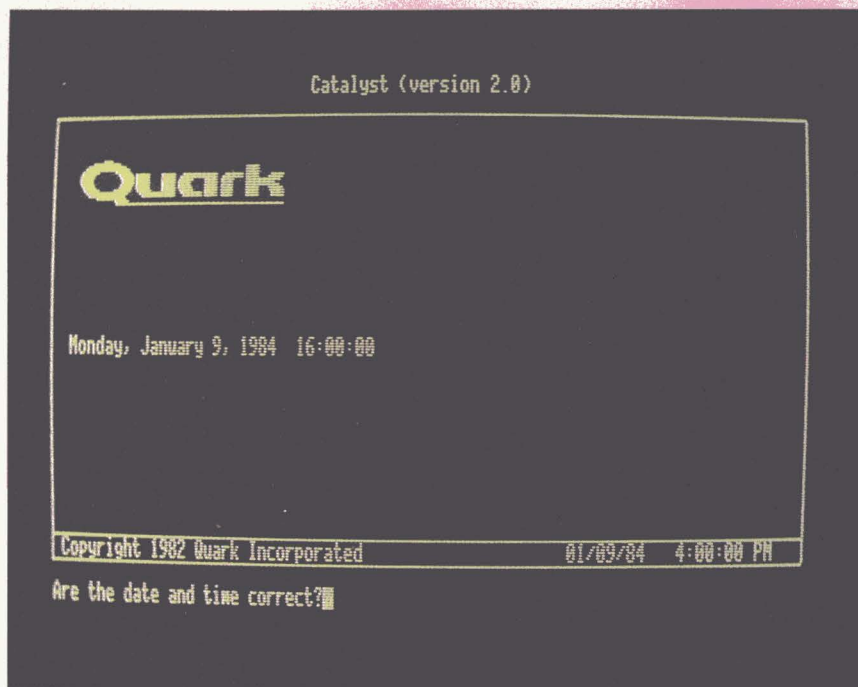 Catalyst (version 2.0)
Quark
Monday, January 9, 1984 16:00:00
Copyright 1982 Quark Incorporated 01/09/84 4:00:00 PM
Are the date and time correct?